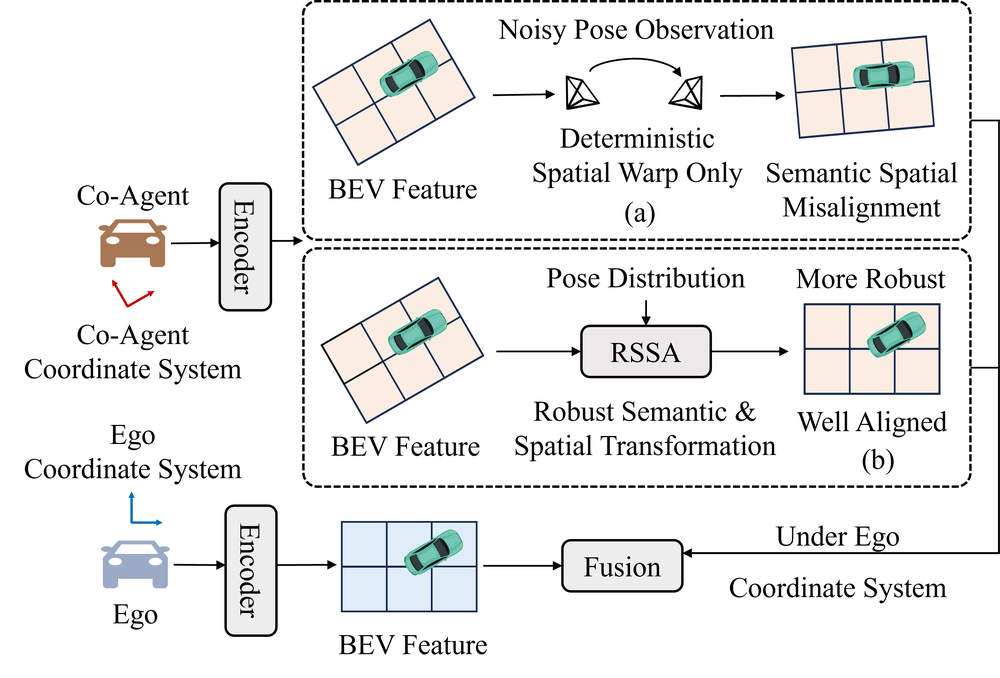 Noisy Pose Observation
Deterministic
Spatial Warp Only
BEV Feature
Semantic Spatial
Misalignment
(a)
Co-Agent
Encoder
Co-Agent
Coordinate System
Pose Distribution
More Robust
RSSA
Robust Semantic &
Spatial Transformation
BEV Feature
Well Aligned
(b)
Ego
Coordinate System
Ego
Encoder
BEV Feature
Fusion
Under Ego
Coordinate System